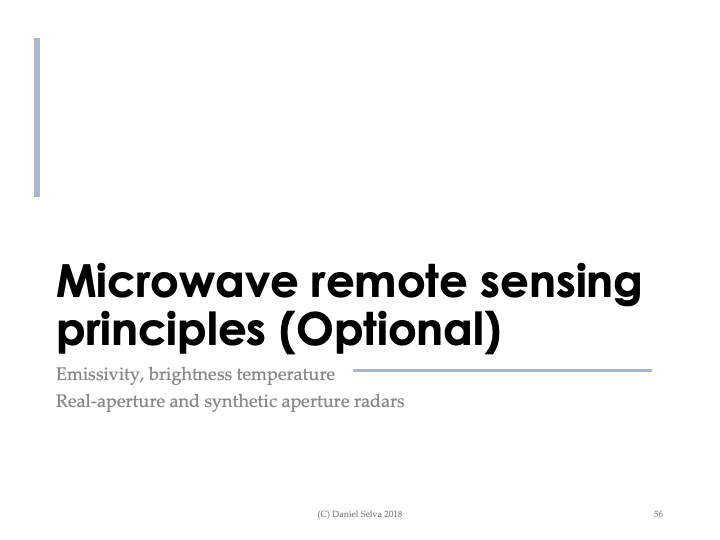 Microwave remote sensing
principles (Optional)
Emissivity, brightness temperature
Real-aperture and synthetic aperture radars
(C) Daniel Selva 2018
56